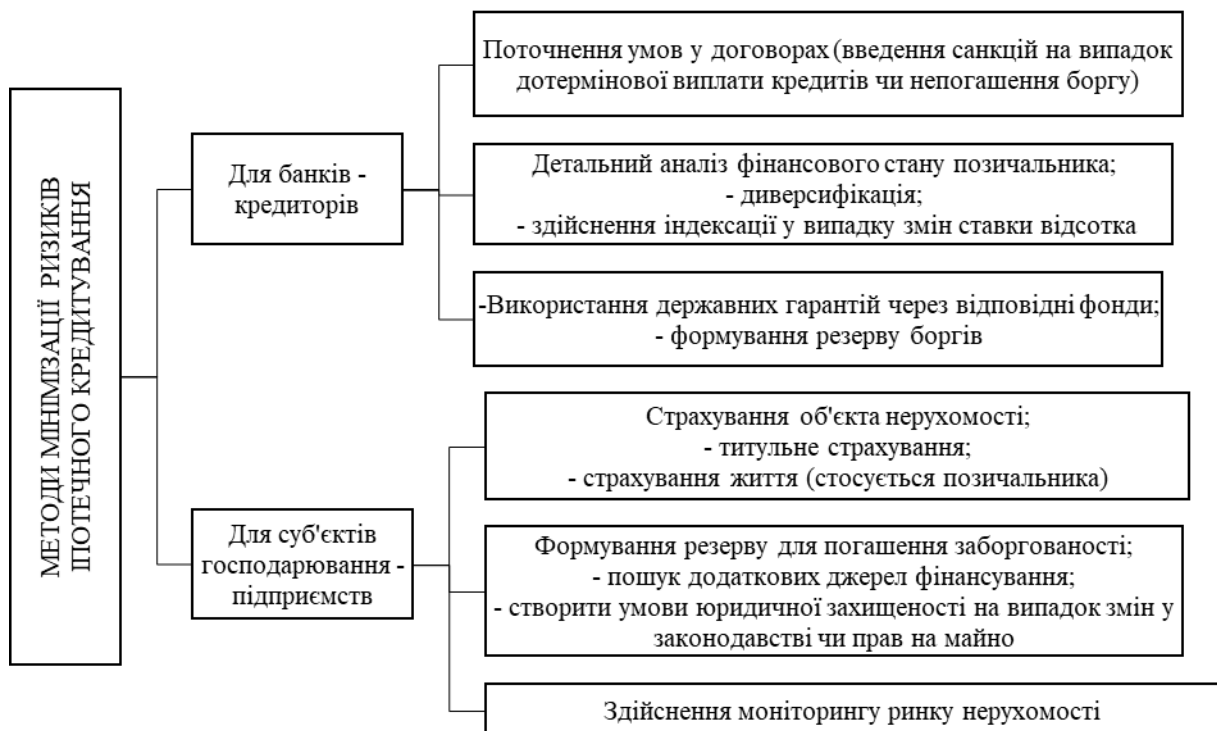 МЕТОДИ МІНІМІЗАЦІЇ РИЗИКІВ
ІПОТЕЧНОГО КРЕДИТУВАННЯ
Для банків -
кредиторів
Поточнення умов у договорах (введення санкцій на випадок
дотермінової виплати кредитів чи непогашення боргу)
Детальний аналіз фінансового стану позичальника;
- диверсифікація;
- здійснення індексації у випадку змін ставки відсотка
-Використання державних гарантій через відповідні фонди;
- формування резерву боргів
Для суб'єктів
господарювання -
підприємств
Страхування об'єкта нерухомості;
- титульне страхування;
- страхування життя (стосується позичальника)
Формування резерву для погашення заборгованості;
- пошук додаткових джерел фінансування;
- створити умови юридичної захищеності на випадок змін у
законодавстві чи прав на майно
Здійснення моніторингу ринку нерухомості